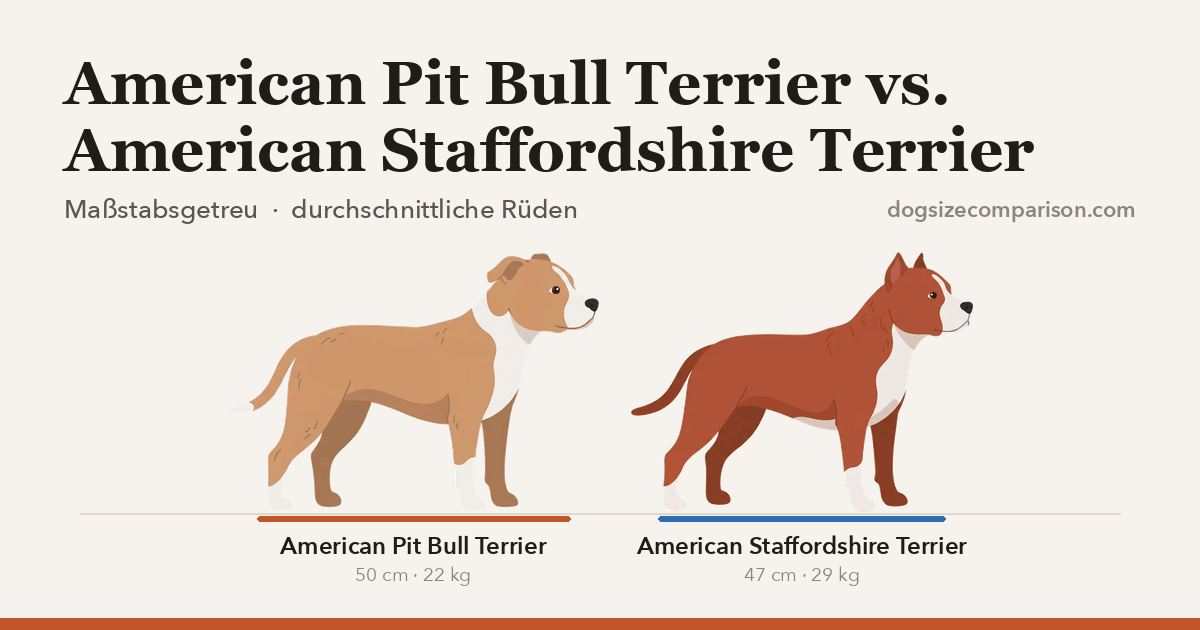 American Pit Bull Terrier vs.
American Staffordshire Terrier
Maßstabsgetreu · durchschnittliche Rüden
dogsizecomparison.com
American Pit Bull Terrier
50 cm · 22 kg
American Staffordshire Terrier
47 cm · 29 kg